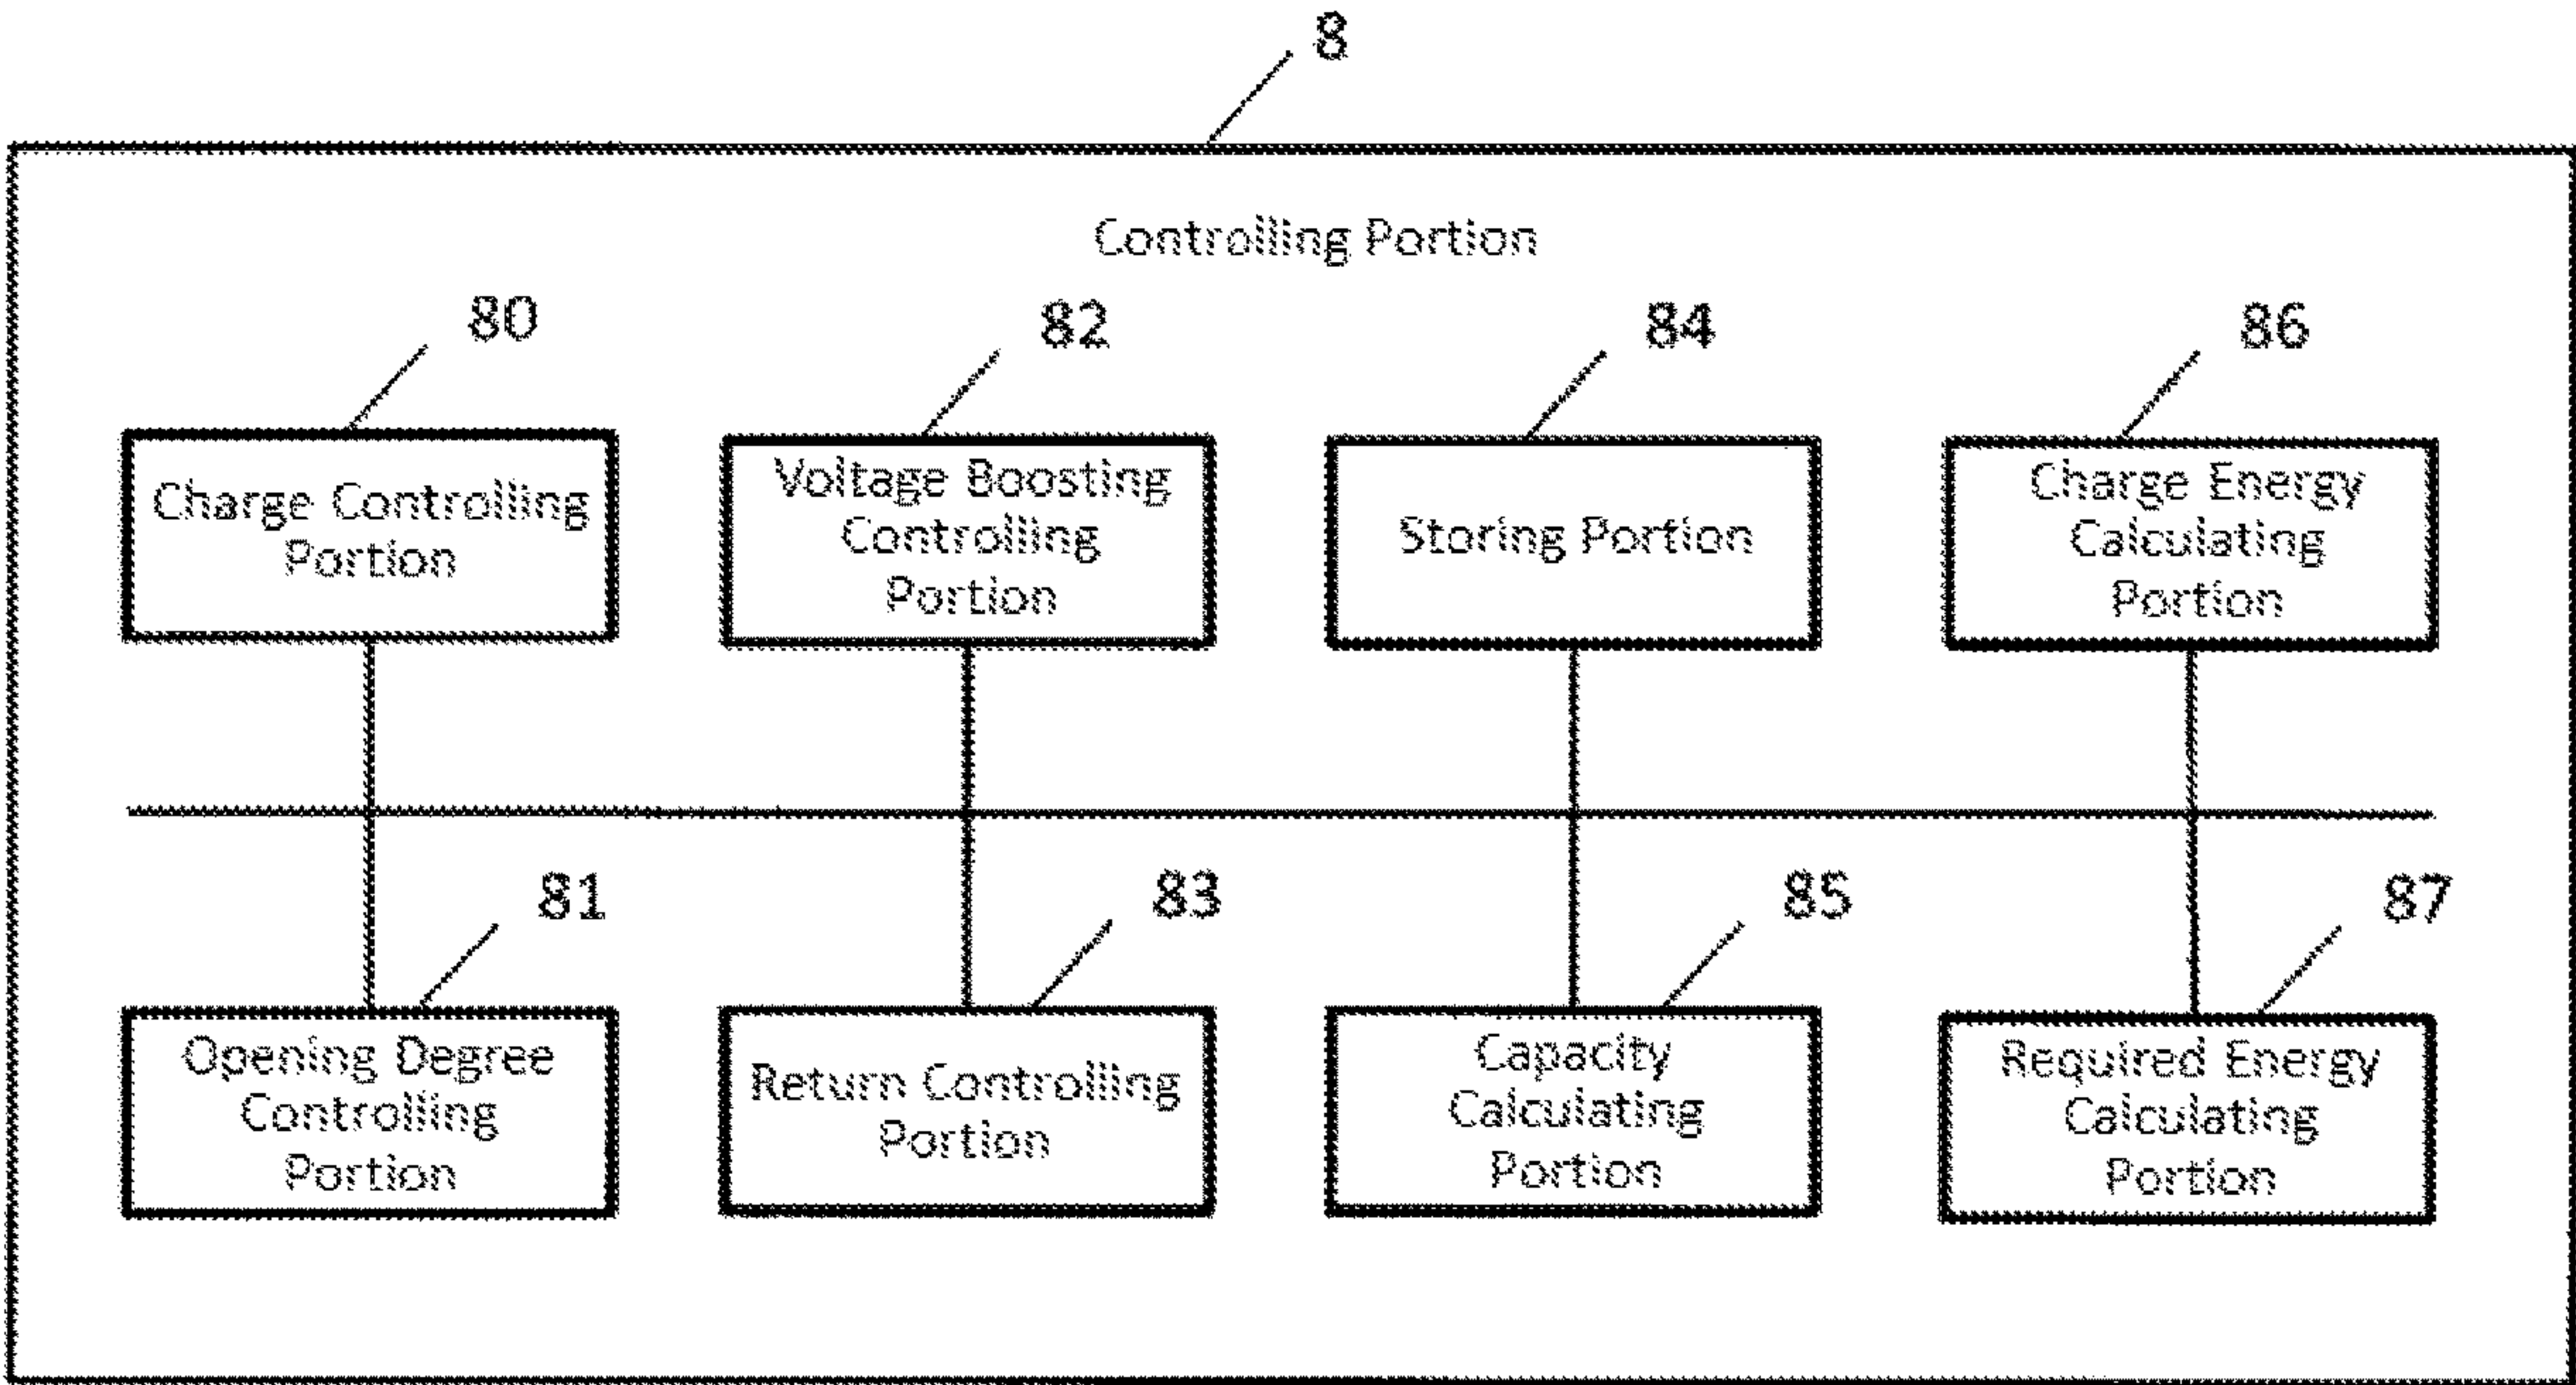 8
Controlling Portion
80
82
84
86
Charge Controlling
Portion
Voltage Boosting
Controlling
Portion
Storing Portion
Charge Energy
Calculating
Portion
81
83
85
87
Opening Degree
Controlling
Portion
Return Controlling
Portion
Capacity
Calculating
Portion
Required Energy
Calculating
Portion